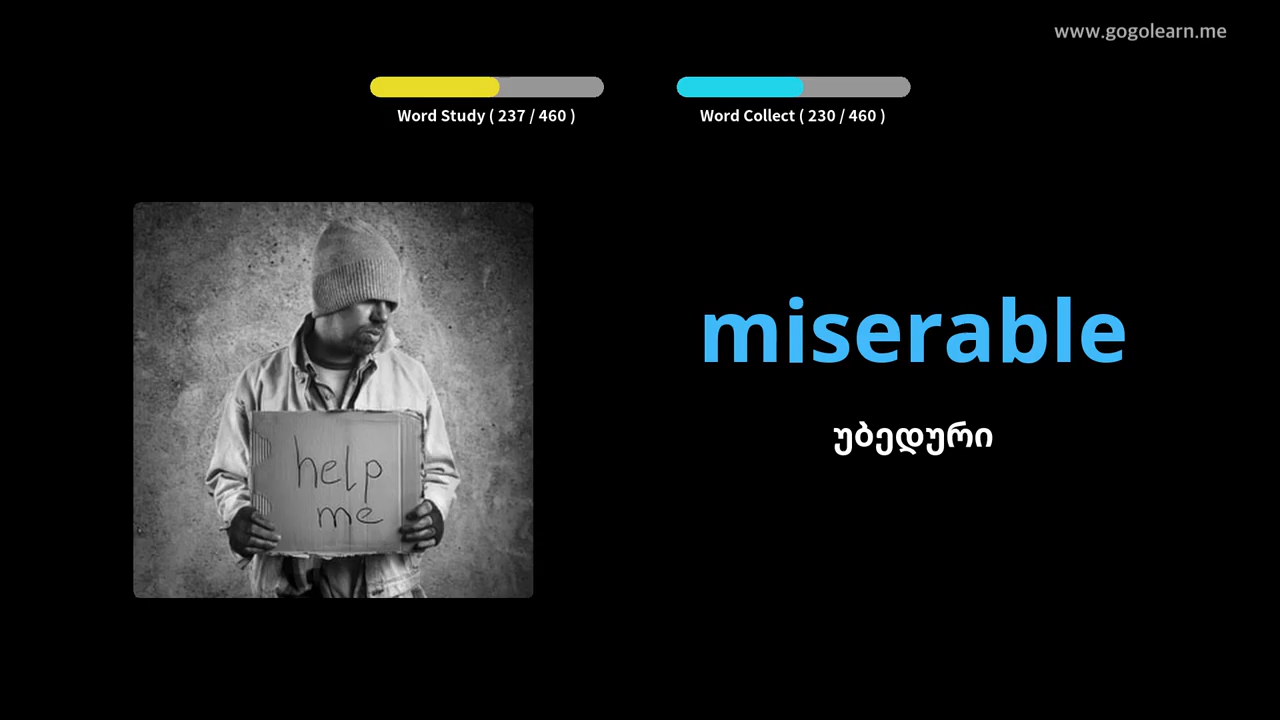 www.gogolearn.me
Word Study ( 237 / 460 )
Word Collect ( 230 / 460 )
help
me
miserable
უბედური